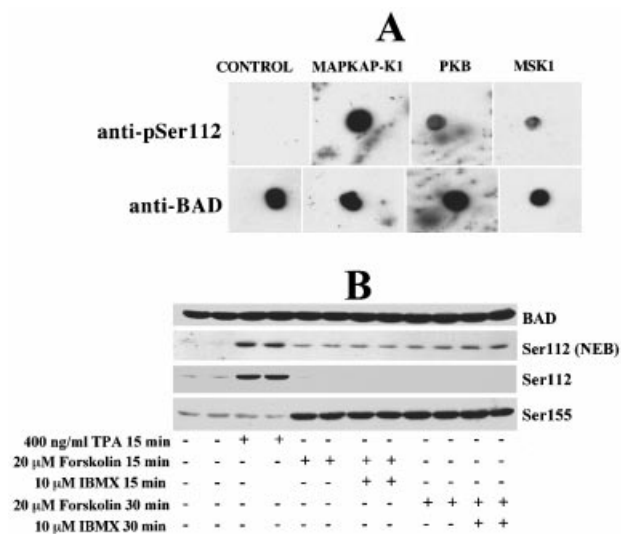 A
CONTROL MAPKAP-K1 PKB MSK1
anti-pSer112
anti-BAD
B
BAD
Ser112 (NEB)
Ser112
Ser155
400 ng/ml TPA 15 min - - + + - - - - - - - -
20 μM Forskolin 15 min - - - - + + + + - - - -
10 μM IBMX 15 min - - - - - - + + - - - -
20 μM Forskolin 30 min - - - - - - - - + + + +
10 μM IBMX 30 min - - - - - - - - - - + +